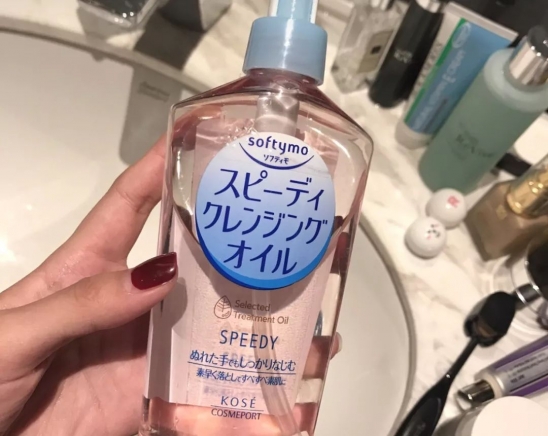 softymo
ソフティモ
スピーディ
クレンジング
オイル
Selected
Treatment Oil
SPEEDY
ぬれた手でもしっかりなじむ
素早く落としてすべすべ素肌に
KOSÉ
COSMEPORT